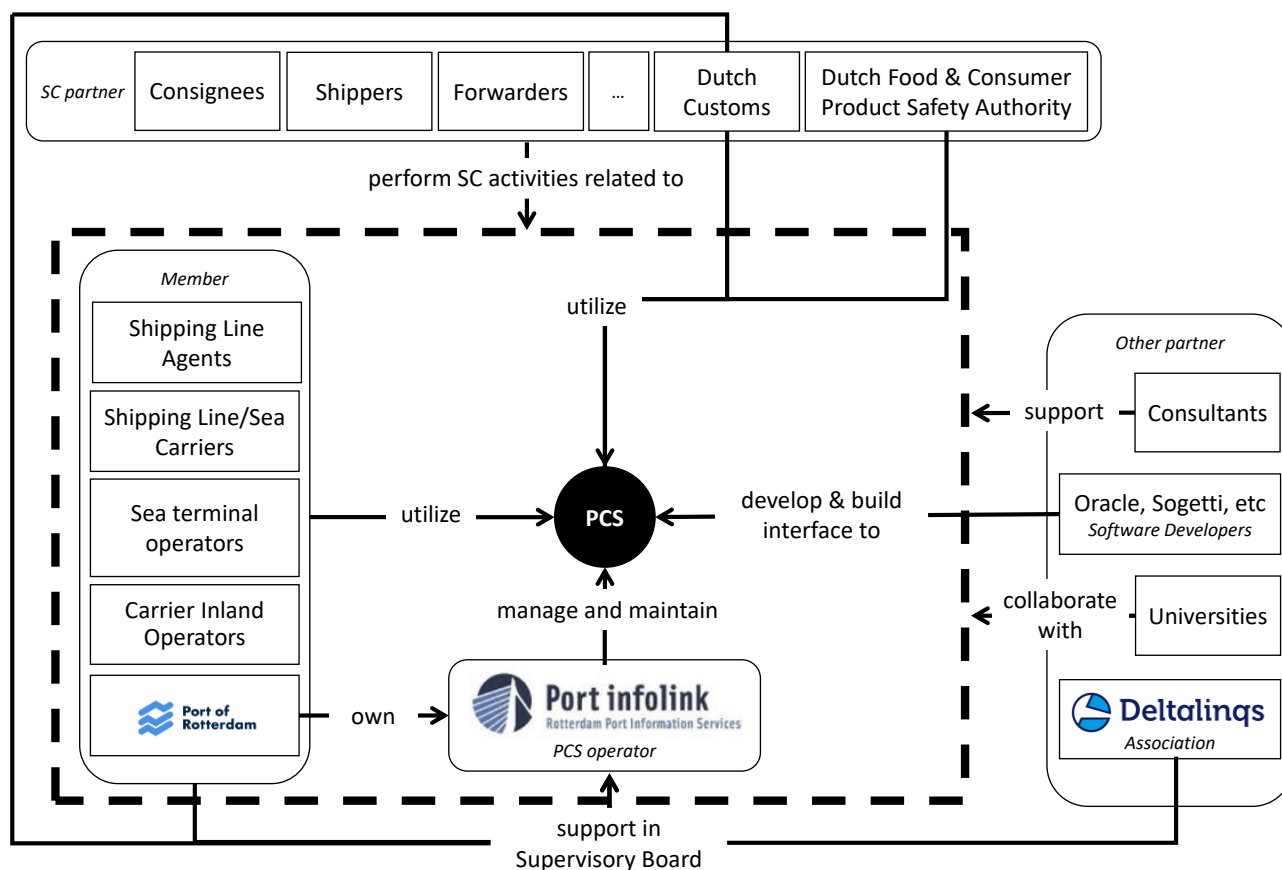 SC partner
Consignees
Shippers
Forwarders
...
Dutch
Customs
Dutch Food & Consumer
Product Safety Authority
perform SC activities related to
Member
Shipping Line
Agents
Shipping Line/Sea
Carriers
Sea terminal
operators
Carrier Inland
Operators
Port of
Rotterdam
utilize
utilize
PCS
manage and maintain
own
Port infolink
Rotterdam Port Information Services
PCS operator
develop & build
interface to
support in
Supervisory Board
Other partner
support
Consultants
Oracle, Sogetti, etc
Software Developers
collaborate
with
Universities
Deltalinqs
Association